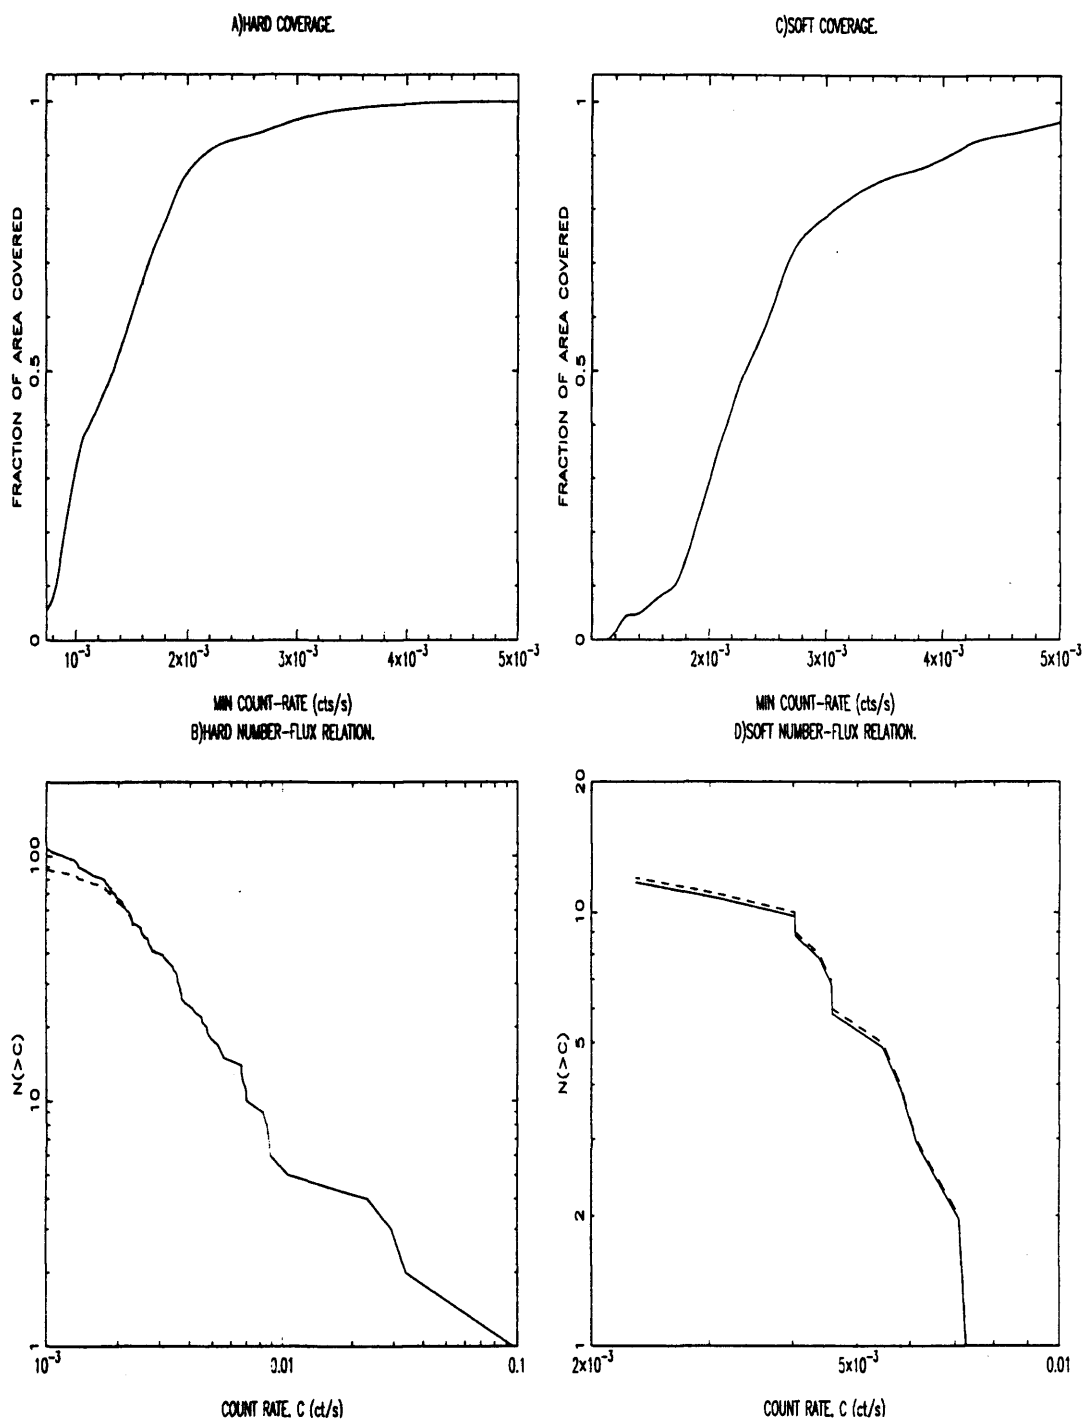 A)HARD COVERAGE.
FRACTION OF AREA COVERED
1
0.5
0
10⁻³ 2x10⁻³ 3x10⁻³ 4x10⁻³ 5x10⁻³
MIN COUNT-RATE (cts/s)
C)SOFT COVERAGE.
FRACTION OF AREA COVERED
1
0.5
0
2x10⁻³ 3x10⁻³ 4x10⁻³ 5x10⁻³
MIN COUNT-RATE (cts/s)
B)HARD NUMBER-FLUX RELATION.
N(>C)
100
10
1
10⁻³ 0.01 0.1
COUNT RATE, C (ct/s)
D)SOFT NUMBER-FLUX RELATION.
N(>C)
20
10
5
2
1
2x10⁻³ 5x10⁻³ 0.01
COUNT RATE, C (ct/s)